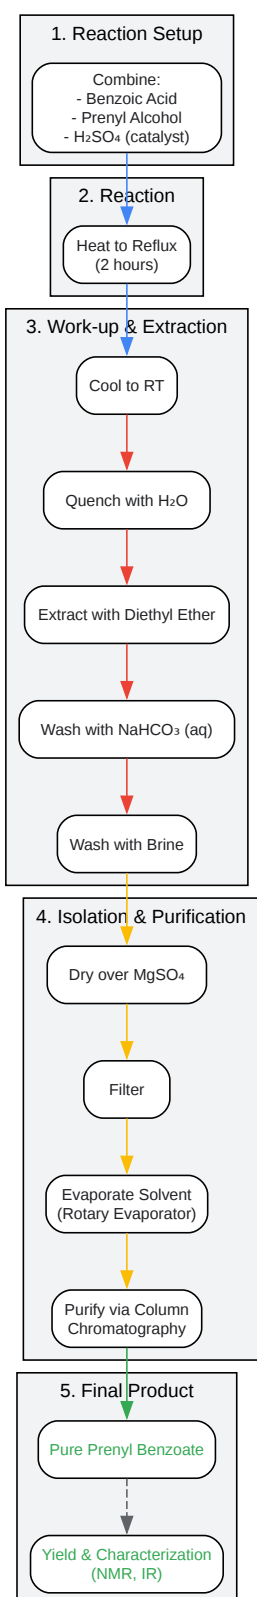 1. Reaction Setup
Combine:
- Benzoic Acid
- Prenyl Alcohol
- H₂SO₄ (catalyst)
2. Reaction
Heat to Reflux
(2 hours)
3. Work-up & Extraction
Cool to RT
Quench with H₂O
Extract with Diethyl Ether
Wash with NaHCO₃ (aq)
Wash with Brine
4. Isolation & Purification
Dry over MgSO₄
Filter
Evaporate Solvent
(Rotary Evaporator)
Purify via Column
Chromatography
5. Final Product
Pure Prenyl Benzoate
Yield & Characterization
(NMR, IR)